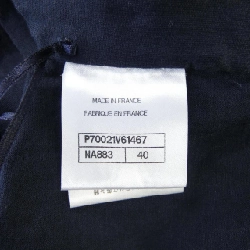 MADE IN FRANCE
FABRIQUE EN FRANCE
P70021V61467
NA883 40